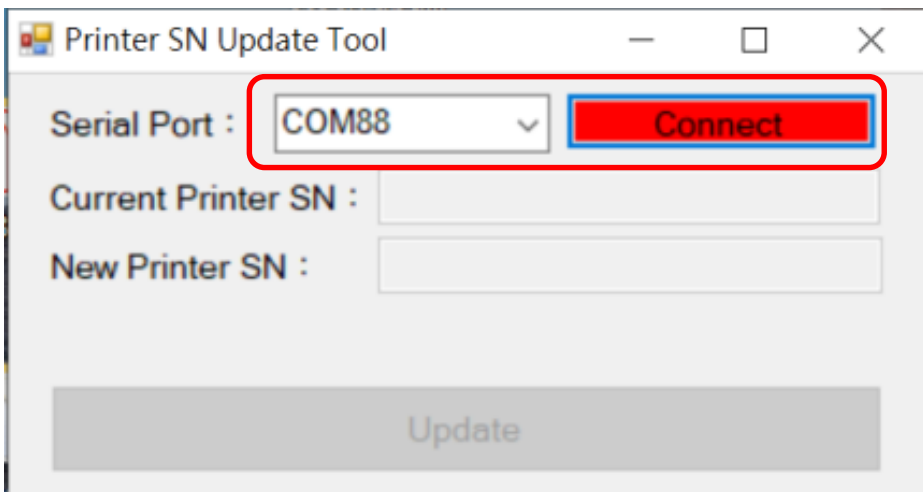 Printer SN Update Tool
Serial Port： COM88 Connect
Current Printer SN：
New Printer SN：
Update